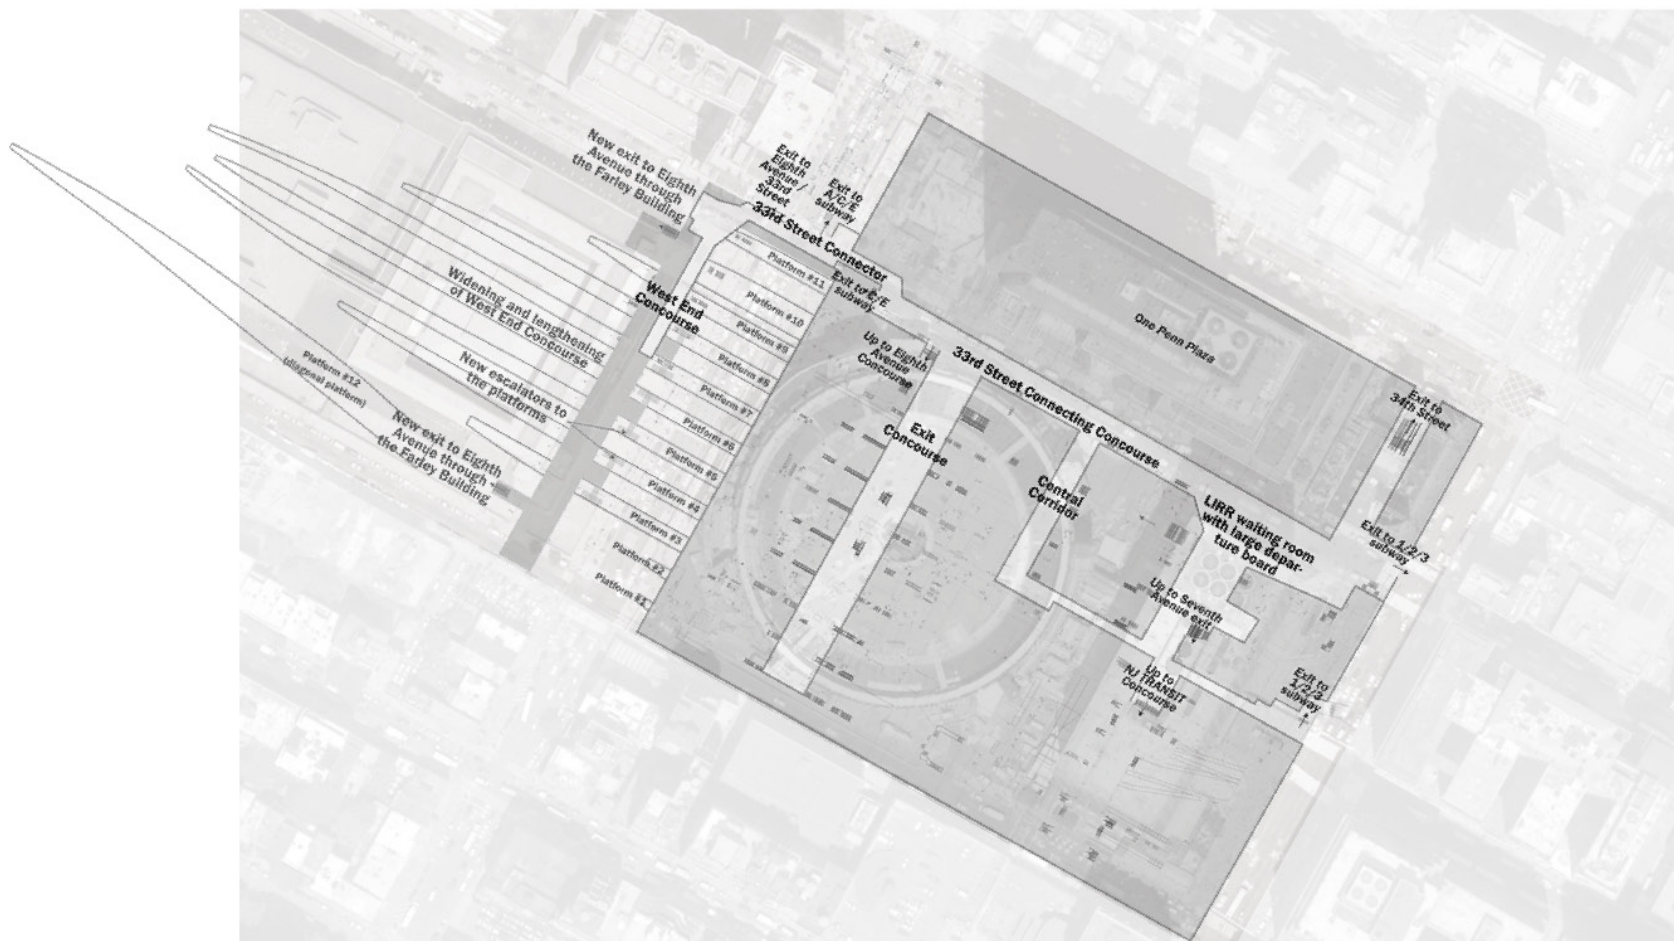 New exit to Eighth
Avenue through
the Farley Building
Exit to
Eighth
Avenue /
33rd
Street
Exit to
A/C/E
subway
33rd Street Connector
Exit to C/E
subway
Platform #11
Platform #10
Platform #9
Platform #8
Platform #7
Platform #6
Platform #5
Platform #4
Platform #3
Platform #2
Platform #1
West End
Concourse
Widening and lengthening
of West End Concourse
New escalators to
the platforms
Platform #12
(diagonal platform)
New exit to Eighth
Avenue through
the Farley Building
Up to Eighth
Avenue
Concourse
Exit
Concourse
33rd Street Connecting Concourse
One Penn Plaza
Central
Corridor
LIRR waiting room
with large depar-
ture board
Exit to
34th Street
Exit to 1/2/3
subway
Up to Seventh
Avenue exit
Up to
NJ TRANSIT
Concourse
Exit to
1/2/3
subway